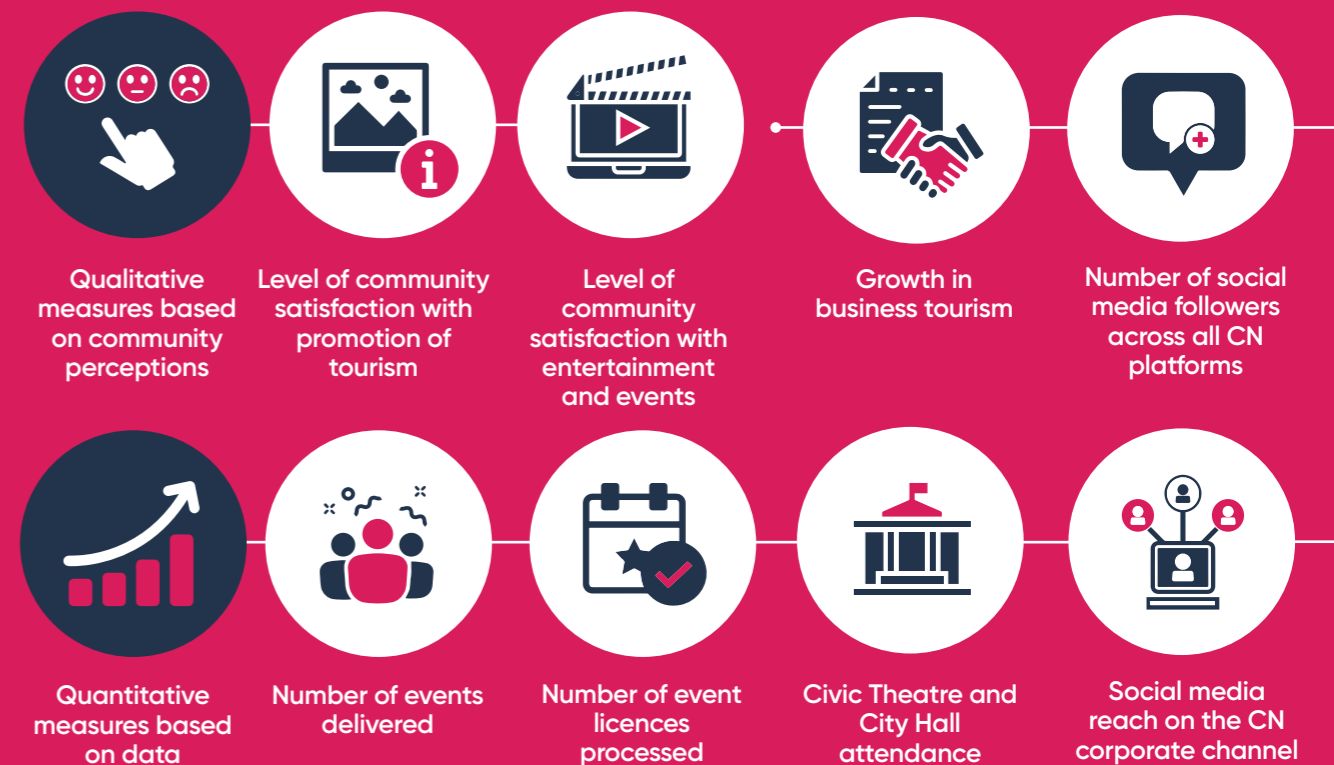 Qualitative
measures based
on community
perceptions
Level of community
satisfaction with
promotion of
tourism
Level of
community
satisfaction with
entertainment
and events
Growth in
business tourism
Number of social
media followers
across all CN
platforms
Quantitative
measures based
on data
Number of events
delivered
Number of event
licences
processed
Civic Theatre and
City Hall
attendance
Social media
reach on the CN
corporate channel